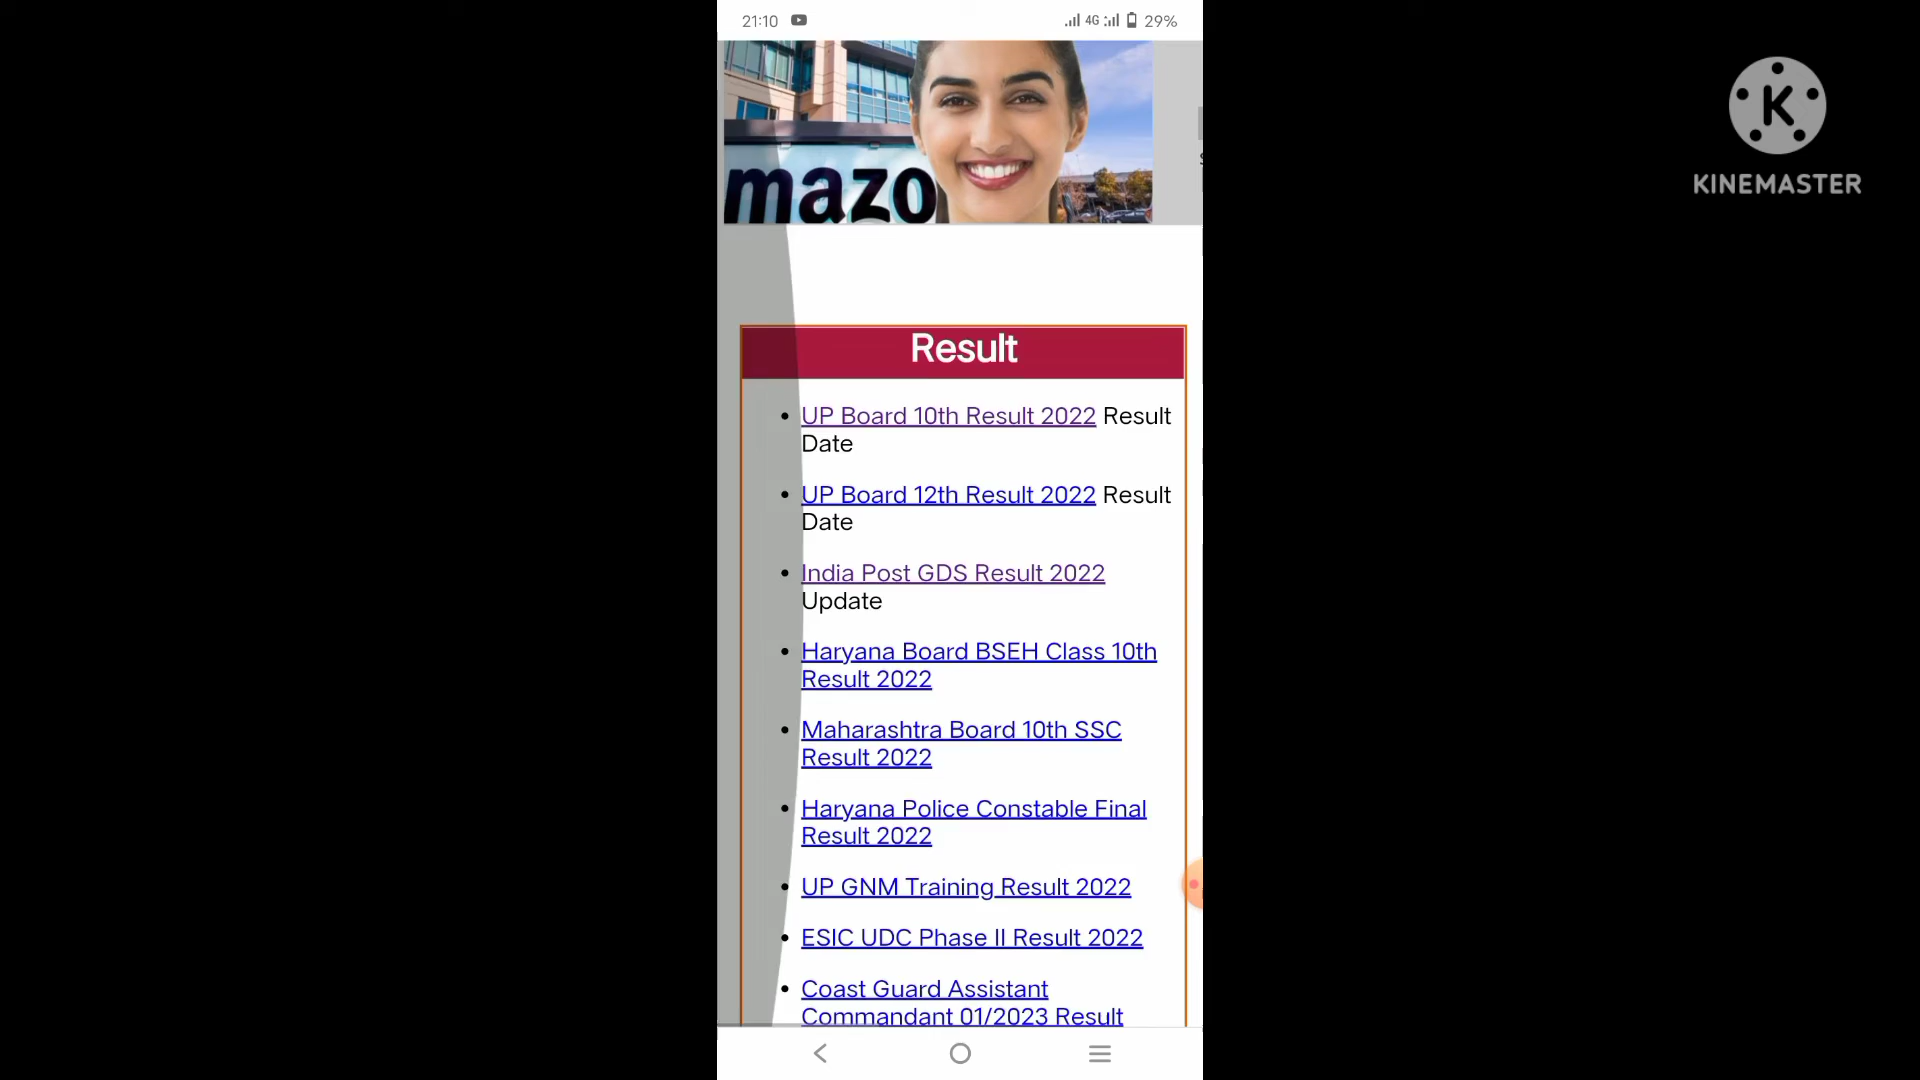 21:10
4G
29%
mazo
K
KINEMASTER
Result
UP Board 10th Result 2022 Result
Date
UP Board 12th Result 2022 Result
Date
India Post GDS Result 2022
Update
Haryana Board BSEH Class 10th
Result 2022
Maharashtra Board 10th SSC
Result 2022
Haryana Police Constable Final
Result 2022
UP GNM Training Result 2022
ESIC UDC Phase II Result 2022
Coast Guard Assistant
Commandant 01/2023 Result